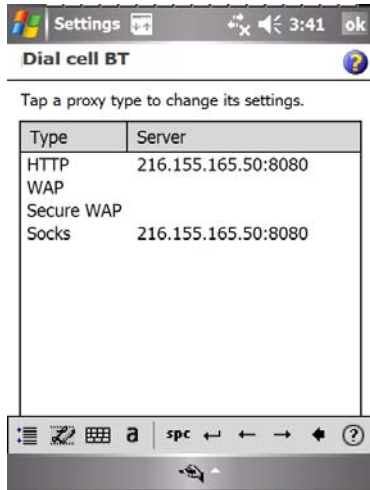 Settings 3:41 ok
Dial cell BT ?
Tap a proxy type to change its settings.
Type Server
HTTP 216.155.165.50:8080
WAP
Secure WAP
Socks 216.155.165.50:8080
a spc ?